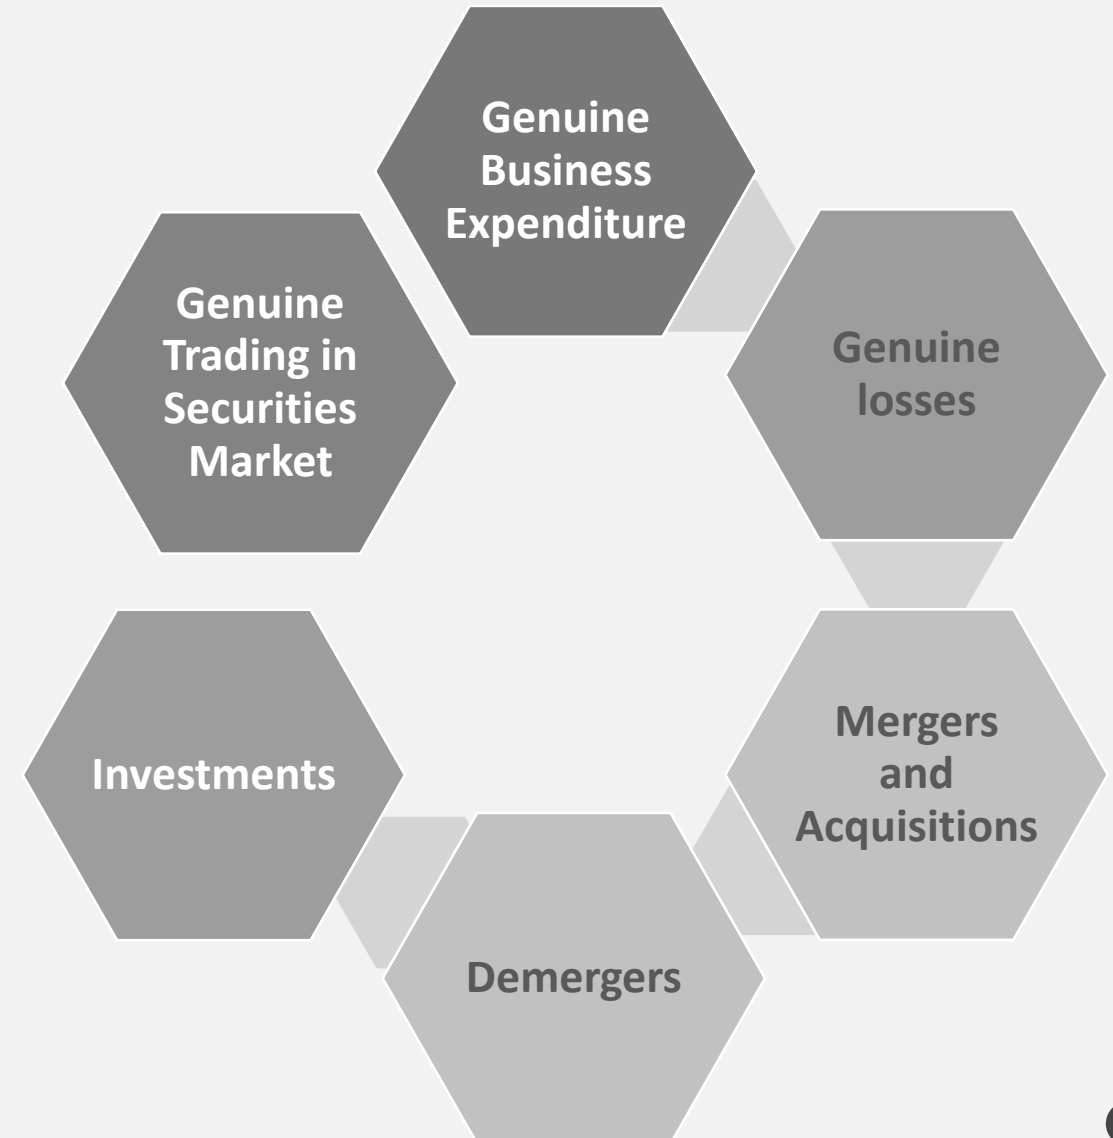 Genuine
Business
Expenditure
Genuine
losses
Mergers
and
Acquisitions
Demergers
Investments
Genuine
Trading in
Securities
Market